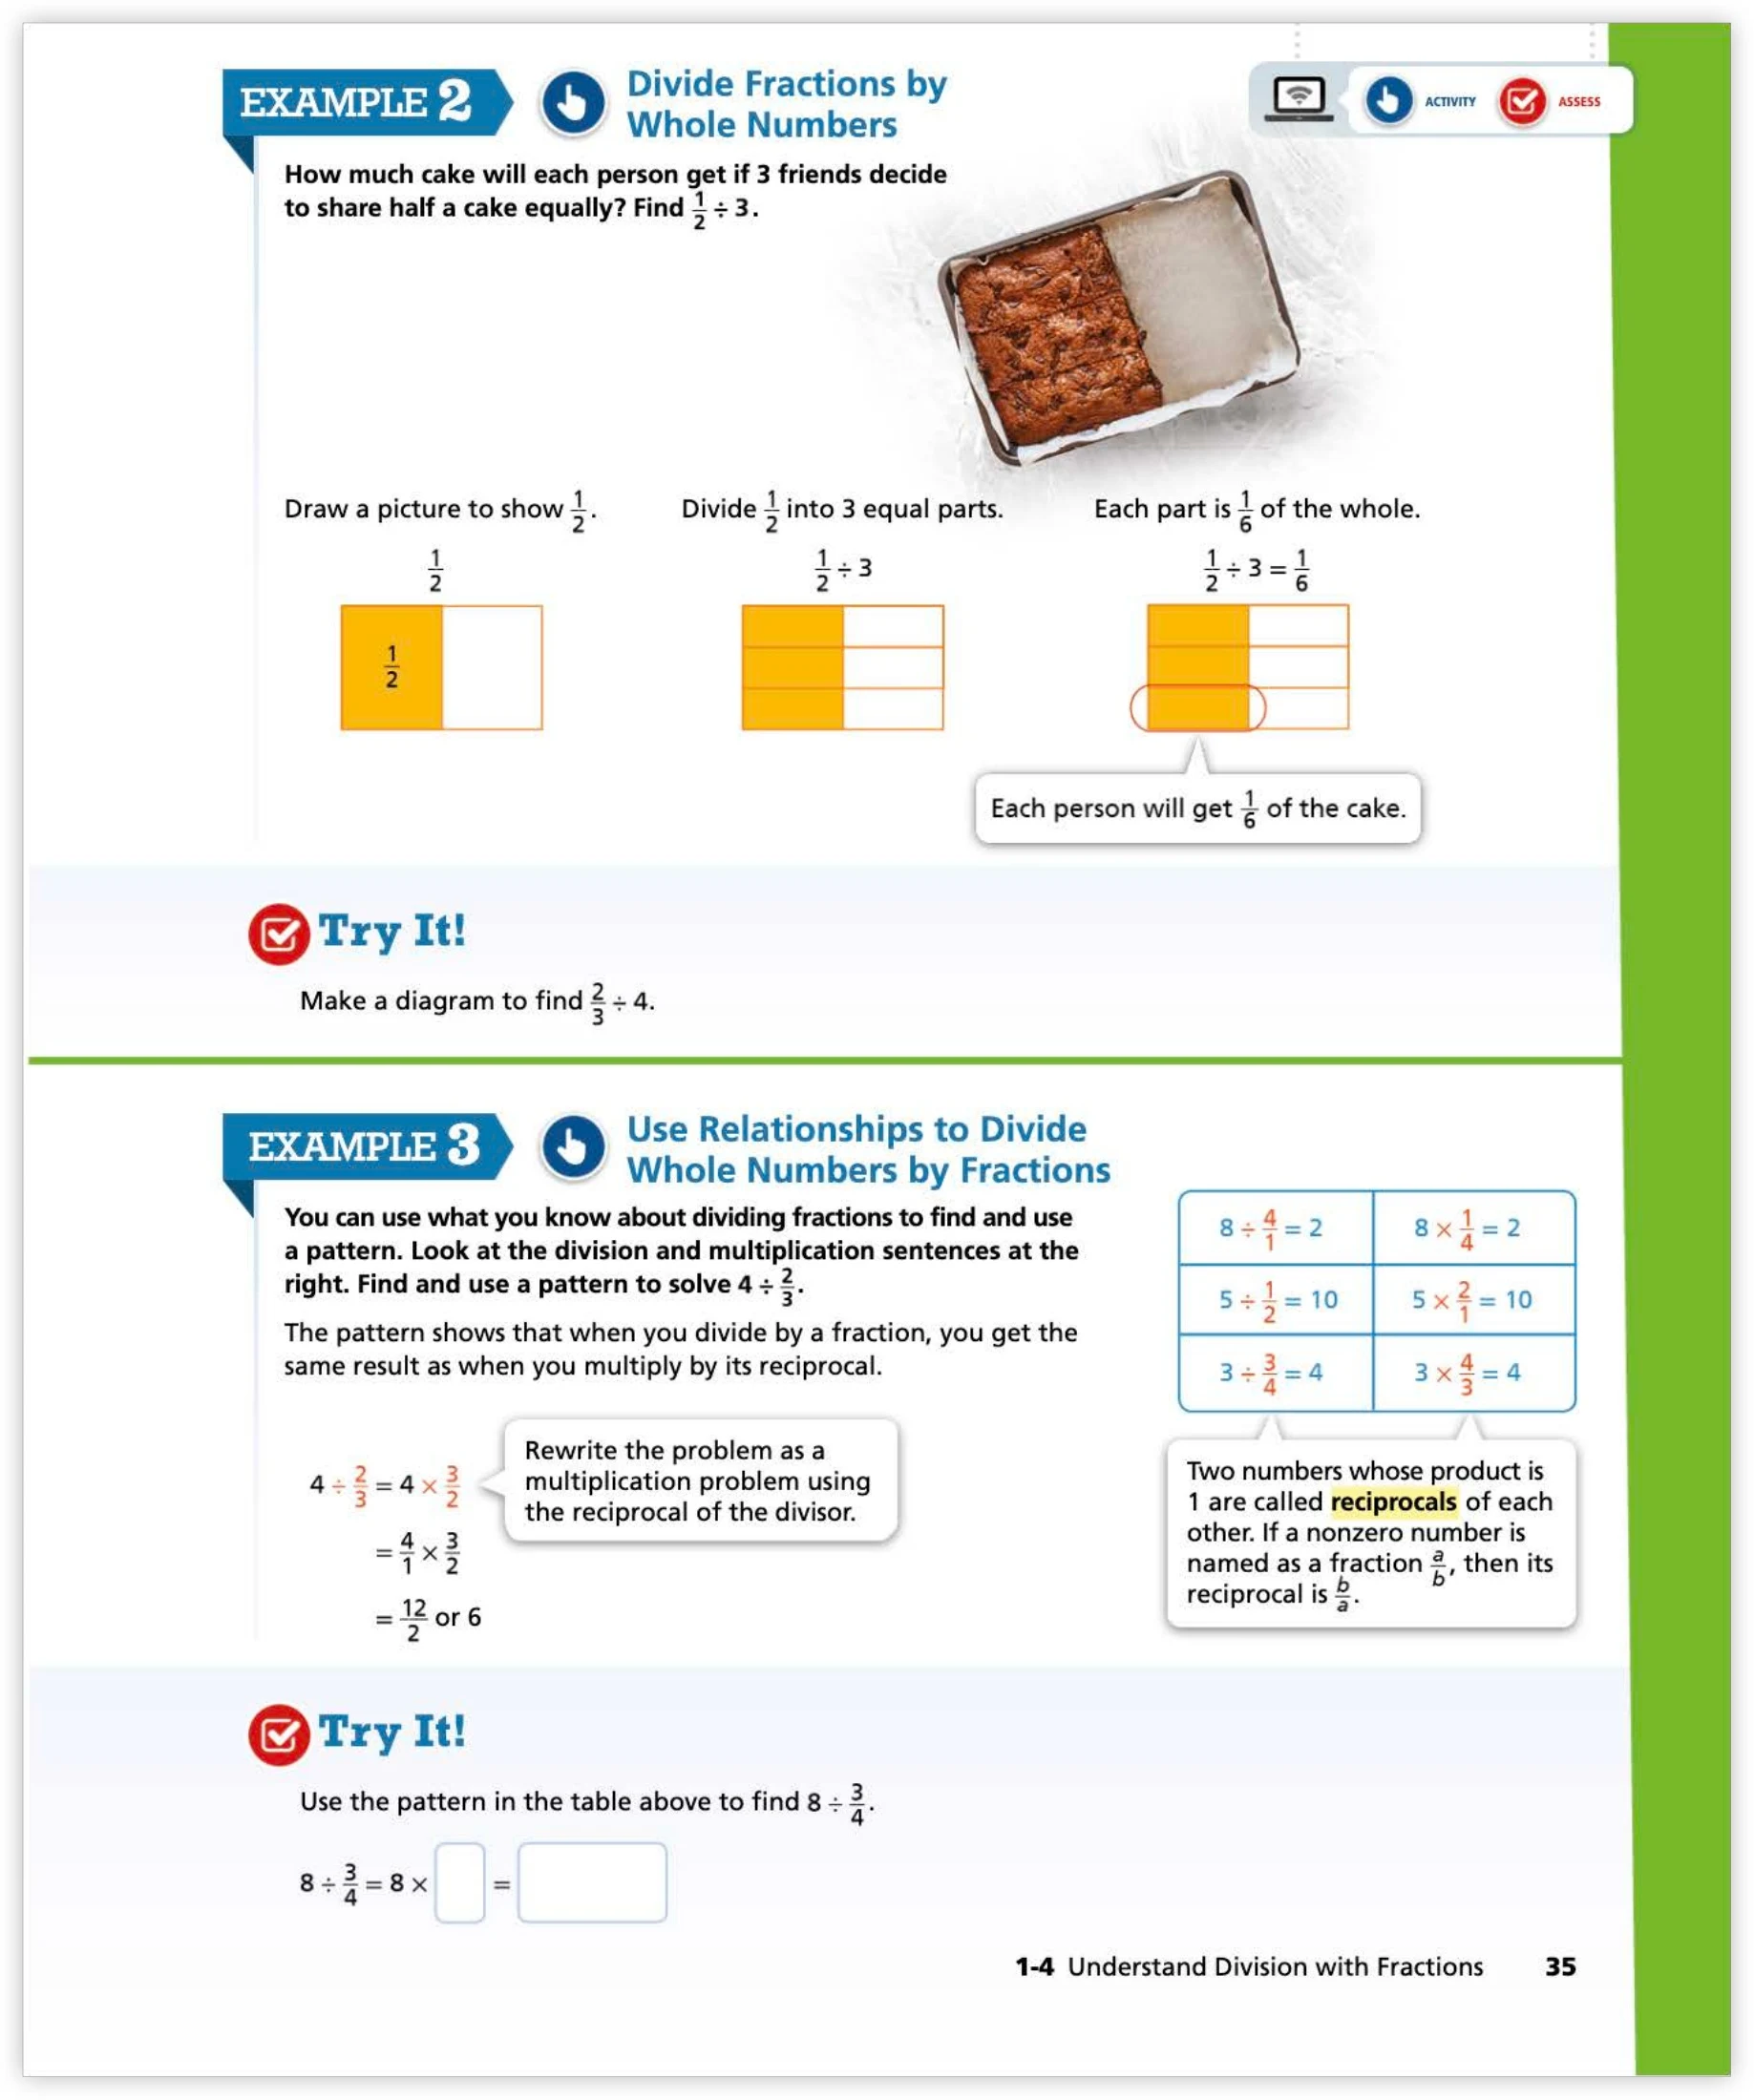 EXAMPLE 2
Divide Fractions by
Whole Numbers
ACTIVITY
ASSESS
How much cake will each person get if 3 friends decide
to share half a cake equally? Find 1/2 ÷ 3.
Draw a picture to show 1/2.
Divide 1/2 into 3 equal parts.
Each part is 1/6 of the whole.
1/2
1/2 ÷ 3
1/2 ÷ 3 = 1/6
1/2
Each person will get 1/6 of the cake.
Try It!
Make a diagram to find 2/3 ÷ 4.
EXAMPLE 3
Use Relationships to Divide
Whole Numbers by Fractions
You can use what you know about dividing fractions to find and use
a pattern. Look at the division and multiplication sentences at the
right. Find and use a pattern to solve 4 ÷ 2/3.
The pattern shows that when you divide by a fraction, you get the
same result as when you multiply by its reciprocal.
8 ÷ 4/1 = 2
8 × 1/4 = 2
5 ÷ 1/2 = 10
5 × 2/1 = 10
3 ÷ 3/4 = 4
3 × 4/3 = 4
4 ÷ 2/3 = 4 × 3/2
= 4/1 × 3/2
= 12/2 or 6
Rewrite the problem as a
multiplication problem using
the reciprocal of the divisor.
Two numbers whose product is
1 are called reciprocals of each
other. If a nonzero number is
named as a fraction a/b, then its
reciprocal is b/a.
Try It!
Use the pattern in the table above to find 8 ÷ 3/4.
8 ÷ 3/4 = 8 × =
1-4 Understand Division with Fractions 35